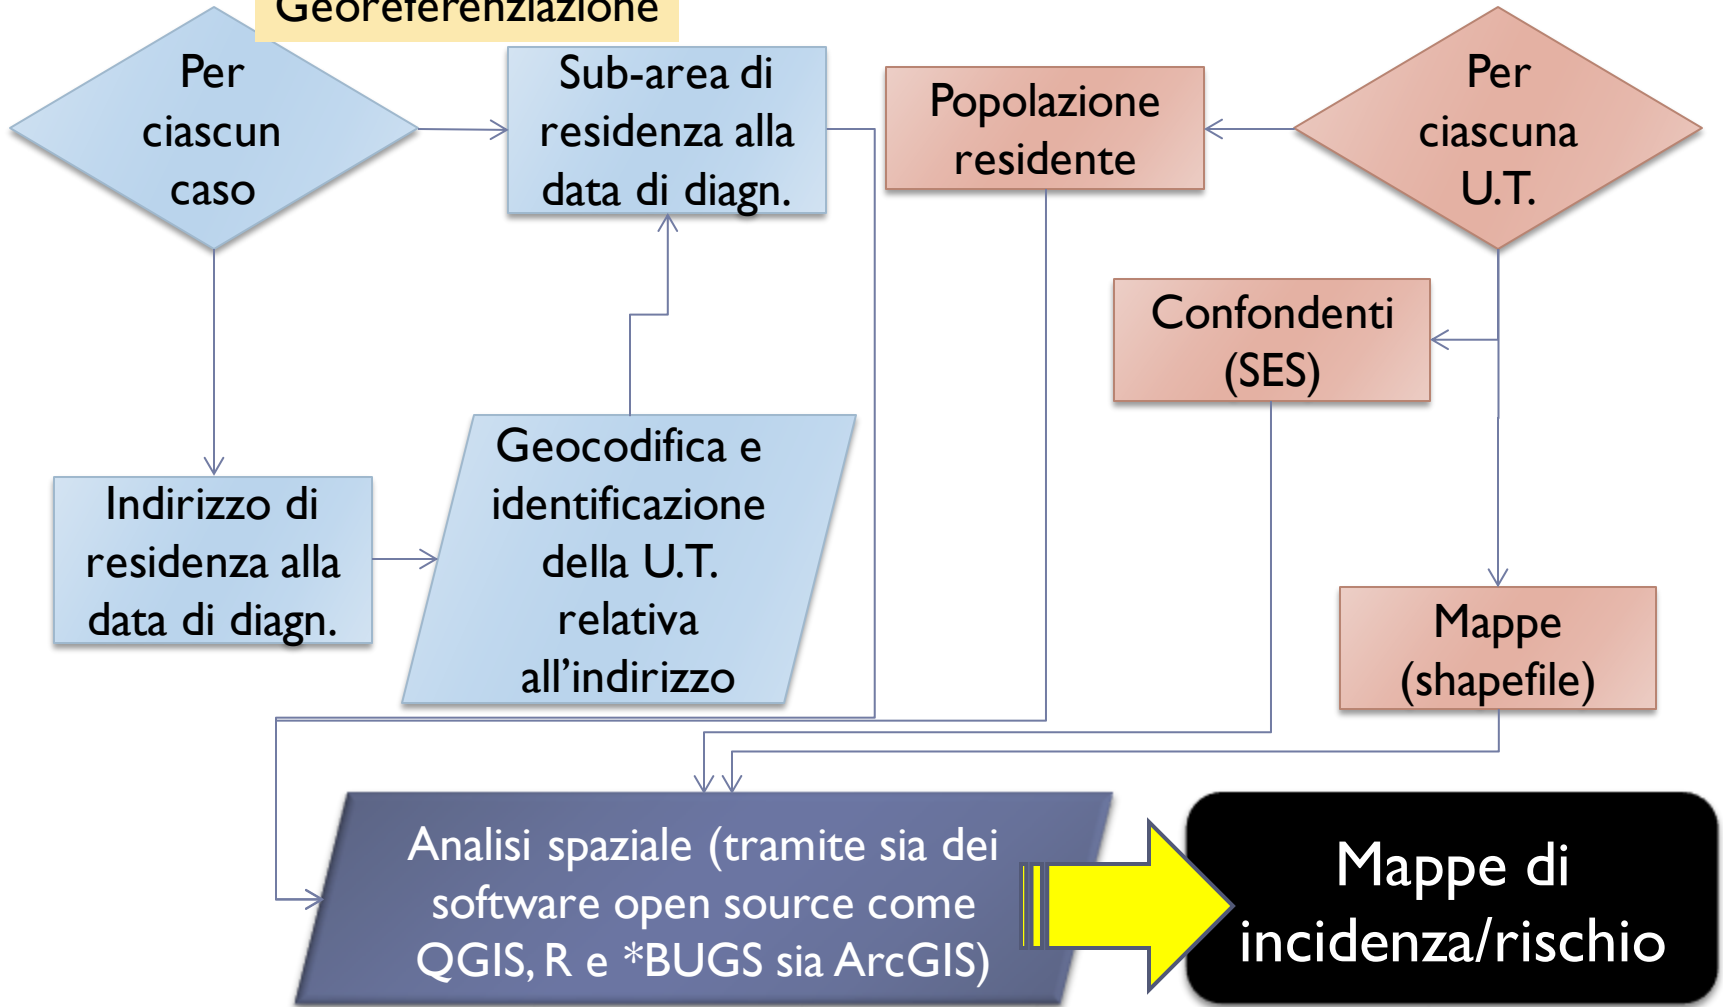 Georeferenziazione
Per
ciascun
caso
Sub-area di
residenza alla
data di diagn.
Popolazione
residente
Per
ciascuna
U.T.
Confondenti
(SES)
Indirizzo di
residenza alla
data di diagn.
Geocodifica e
identificazione
della U.T.
relativa
all’indirizzo
Mappe
(shapefile)
Analisi spaziale (tramite sia dei
software open source come
QGIS, R e *BUGS sia ArcGIS)
Mappe di
incidenza/rischio